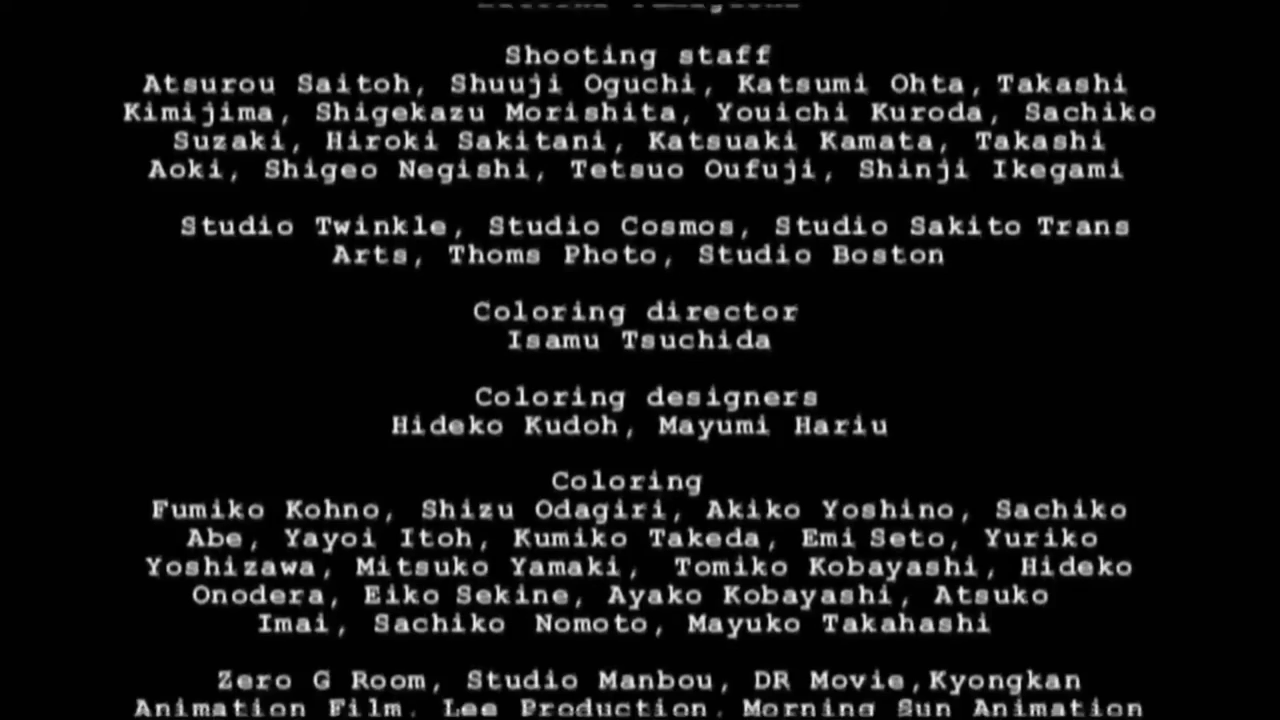 Shooting staff
Atsurou Saitoh, Shuuji Oguchi, Katsumi Ohta, Takashi
Kimijima, Shigekazu Morishita, Youichi Kuroda, Sachiko
Suzaki, Hiroki Sakitani, Katsuaki Kamata, Takashi
Aoki, Shigeo Negishi, Tetsuo Oufuji, Shinji Ikegami
Studio Twinkle, Studio Cosmos, Studio Sakito Trans
Arts, Thoms Photo, Studio Boston
Coloring director
Isamu Tsuchida
Coloring designers
Hideko Kudoh, Mayumi Hariu
Coloring
Fumiko Kohno, Shizu Odagiri, Akiko Yoshino, Sachiko
Abe, Yayoi Itoh, Kumiko Takeda, Emi Seto, Yuriko
Yoshizawa, Mitsuko Yamaki, Tomiko Kobayashi, Hideko
Onodera, Eiko Sekine, Ayako Kobayashi, Atsuko
Imai, Sachiko Nomoto, Mayuko Takahashi
Zero G Room, Studio Manbou, DR Movie,Kyongkan
Animation Film, Lee Production, Morning Sun Animation